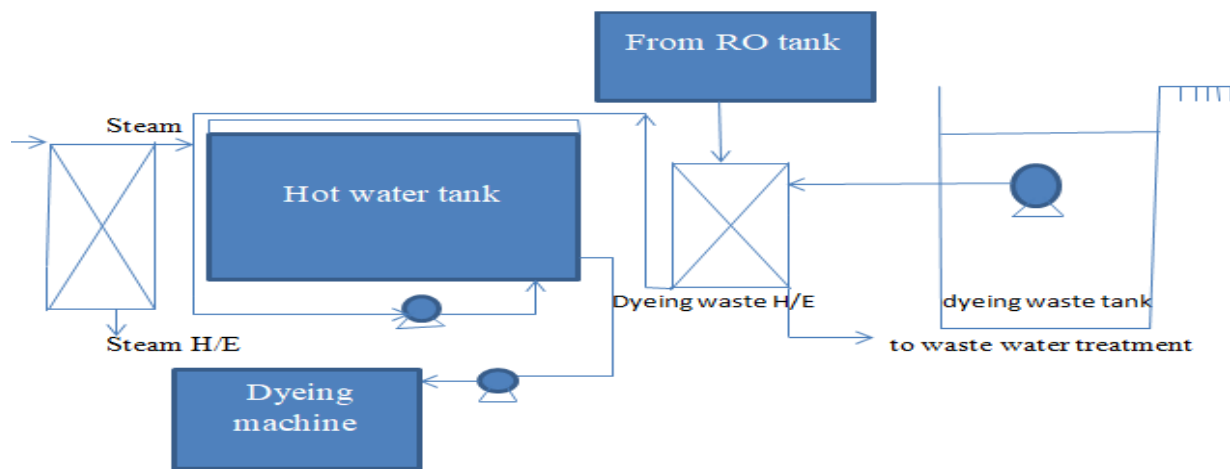 From RO tank
Steam
Hot water tank
Dyeing waste H/E
dyeing waste tank
Steam H/E
to waste water treatment
Dyeing
machine